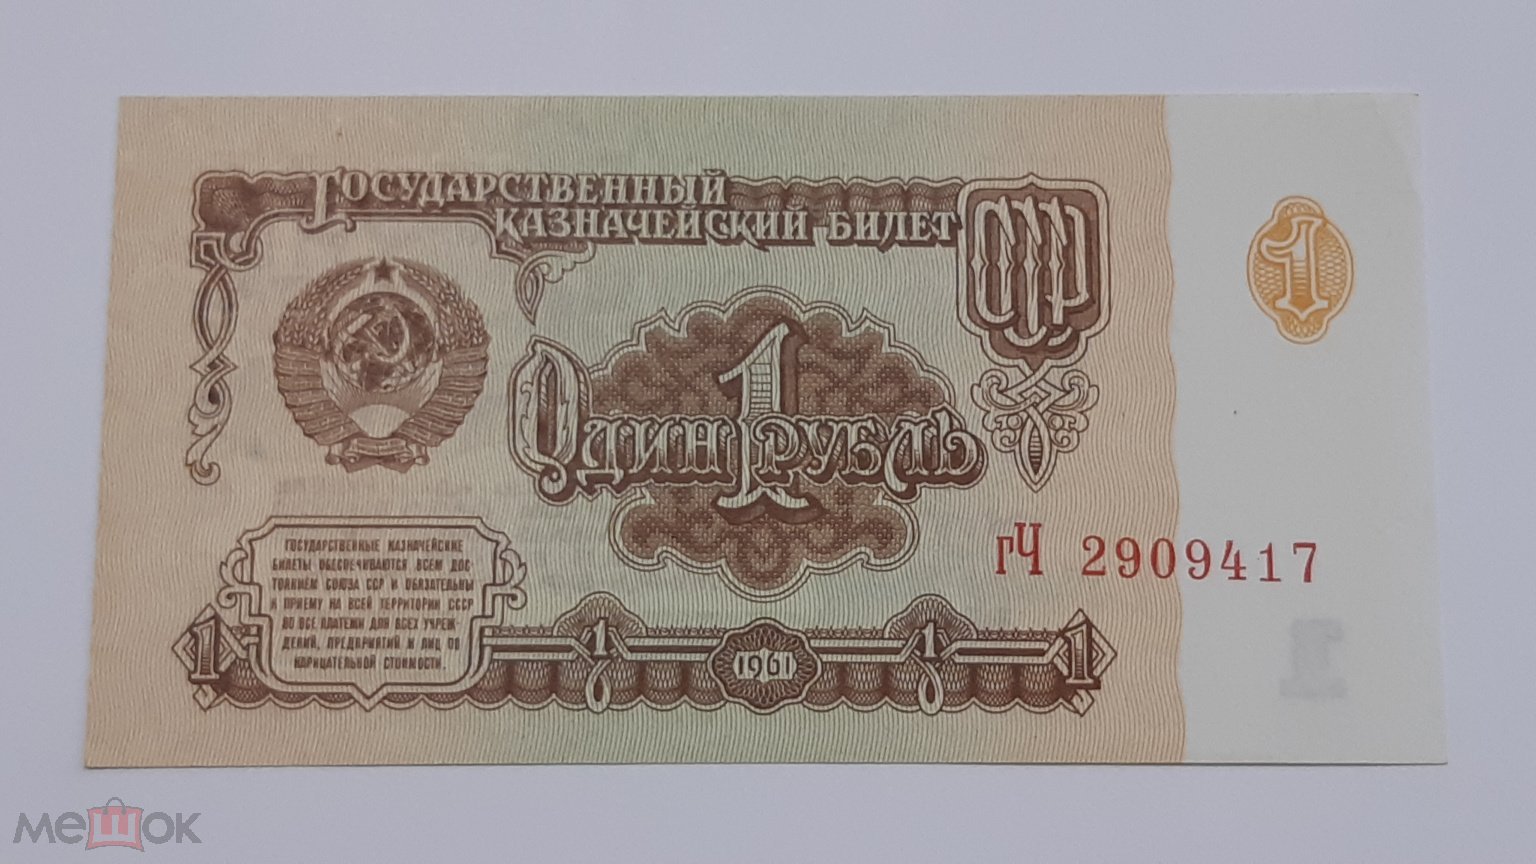 Государственный
казначейский билет
СССР
1
1
Один рубль
ГОСУДАРСТВЕННЫЕ КАЗНАЧЕЙСКИЕ
БИЛЕТЫ ОБЕСПЕЧИВАЮТСЯ ВСЕМ ДОС-
ТОЯНИЕМ СОЮЗА ССР И ОБЯЗАТЕЛЬНЫ
К ПРИЕМУ НА ВСЕЙ ТЕРРИТОРИИ СССР
ВО ВСЕ ПЛАТЕЖИ ДЛЯ ВСЕХ УЧРЕЖ-
ДЕНИЙ, ПРЕДПРИЯТИЙ И ЛИЦ ПО
НАРИЦАТЕЛЬНОЙ СТОИМОСТИ.
гЧ 2909417
1 1 1961 1 1
1
мешок